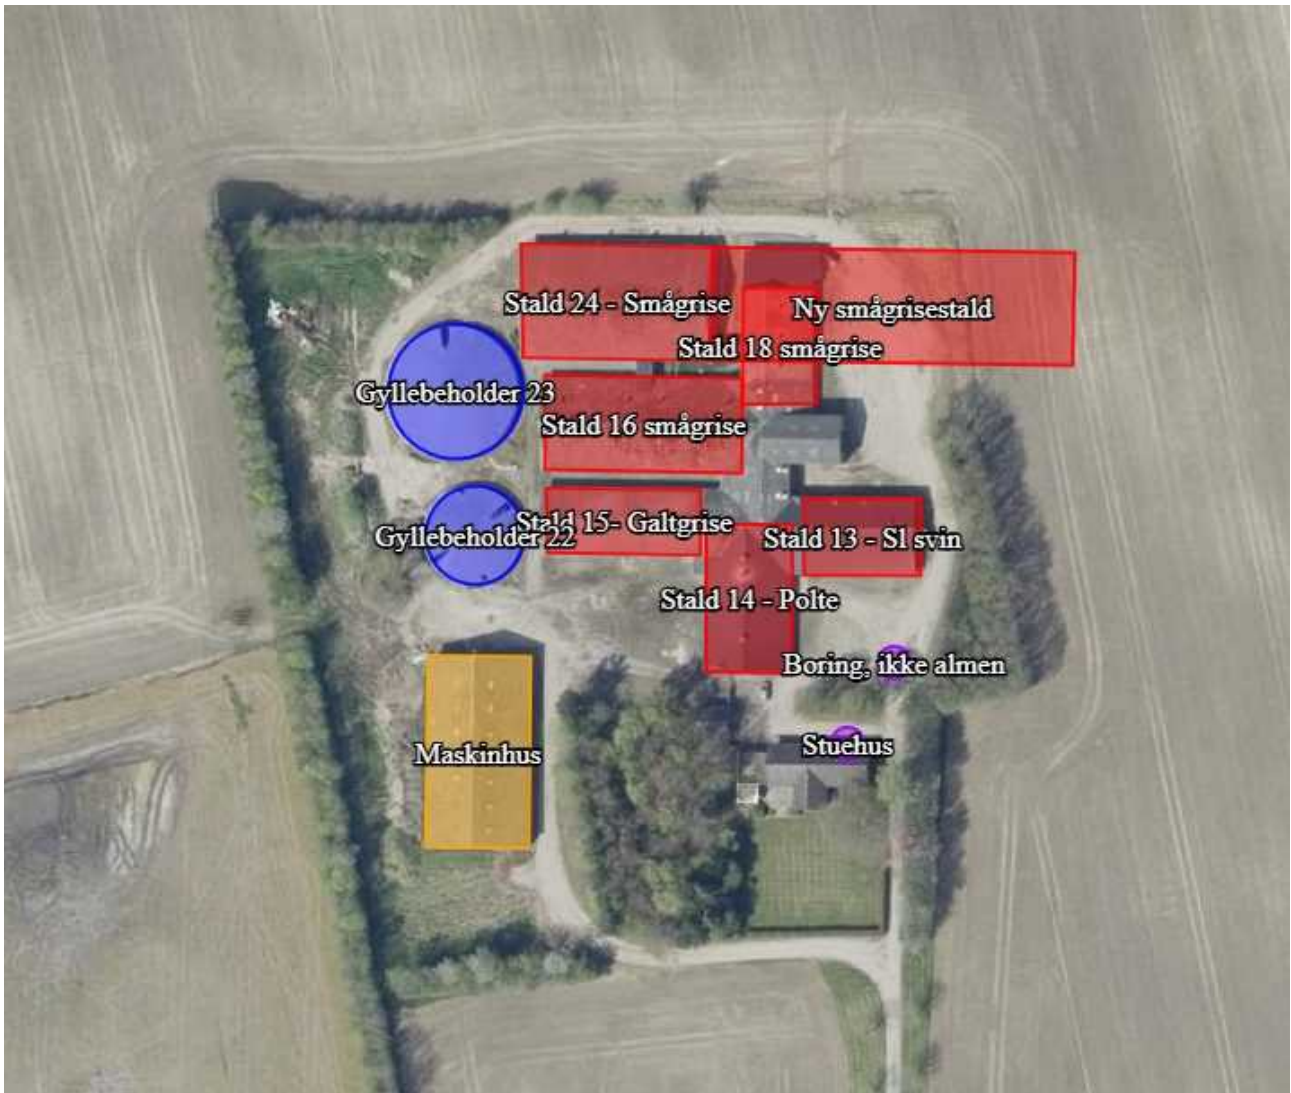 Stald 24 - Smågrise
Ny smågrisestald
Stald 18 smågrise
Gyllebeholder 23
Stald 16 smågrise
Stald 15- Galtgrise
Gyllebeholder 22
Stald 13 - Sl svin
Stald 14 - Polte
Boring, ikke almen
Stuehus
Maskinhus